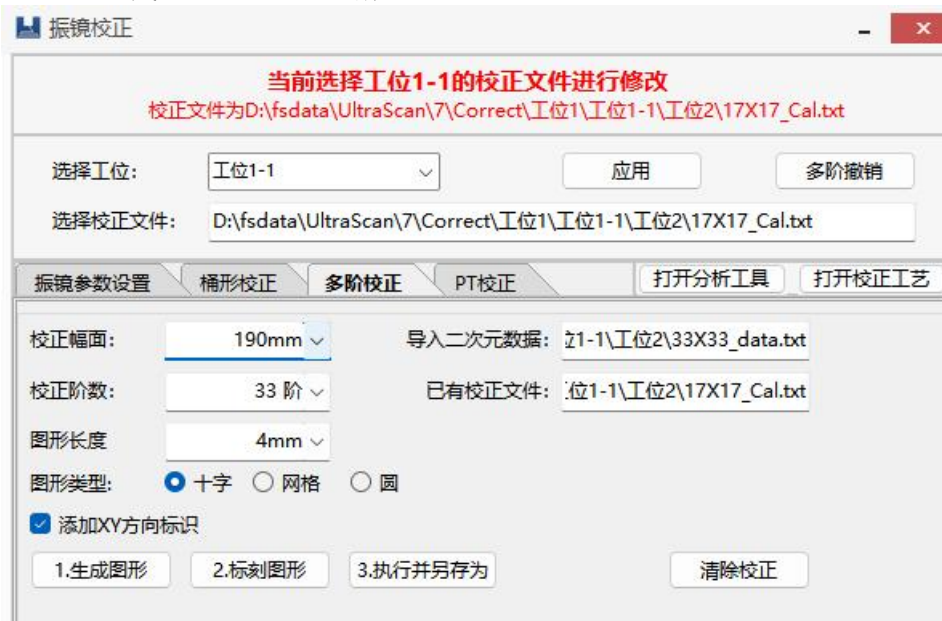 振镜校正
当前选择工位1-1的校正文件进行修改
校正文件为D:\fsdata\UltraScan\7\Correct\工位1\工位1-1\工位2\17X17_Cal.txt
选择工位: 工位1-1 应用 多阶撤销
选择校正文件: D:\fsdata\UltraScan\7\Correct\工位1\工位1-1\工位2\17X17_Cal.txt
振镜参数设置 桶形校正 多阶校正 PT校正 打开分析工具 打开校正工艺
校正幅面: 190mm 导入二次元数据: 1-1\工位2\33X33_data.txt
校正阶数: 33 阶 已有校正文件: 位1-1\工位2\17X17_Cal.txt
图形长度 4mm
图形类型: 十字 网格 圆
添加XY方向标识
1.生成图形 2.标刻图形 3.执行并另存为 清除校正